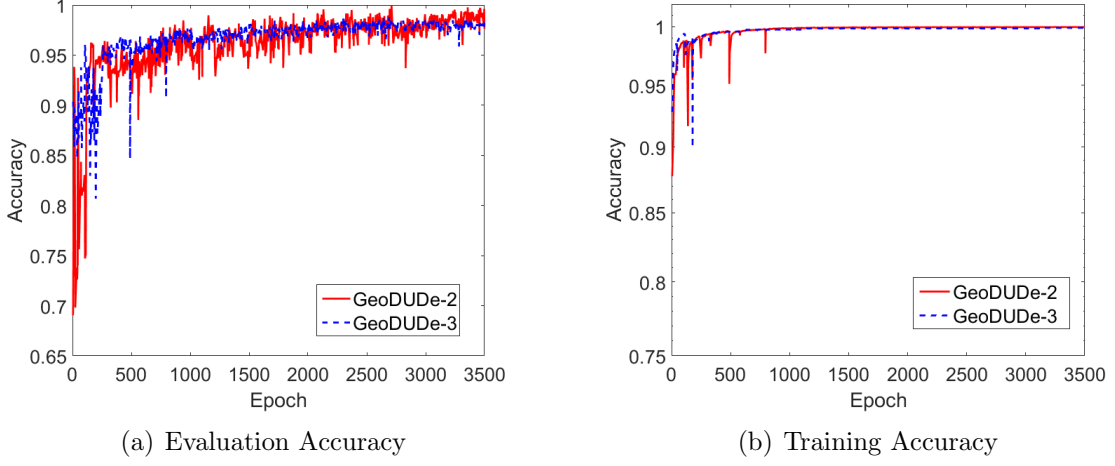 1
0.95
0.9
0.85
0.8
0.75
0.7
0.65
Accuracy
0 500 1000 1500 2000 2500 3000 3500
Epoch
GeoDUDe-2
GeoDUDe-3
(a) Evaluation Accuracy
1
0.95
0.9
0.85
0.8
0.75
Accuracy
0 500 1000 1500 2000 2500 3000 3500
Epoch
GeoDUDe-2
GeoDUDe-3
(b) Training Accuracy